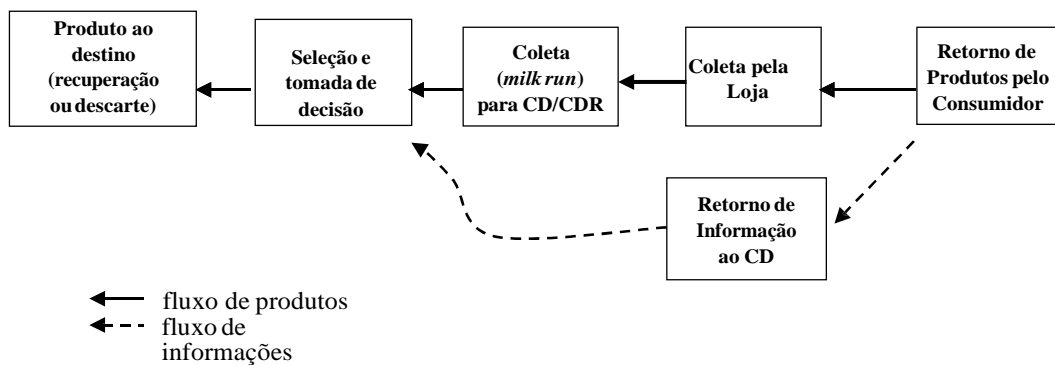 Produto ao
destino
(recuperação
ou descarte)
Seleção e
tomada de
decisão
Coleta
(milk run)
para CD/CDR
Coleta pela
Loja
Retorno de
Produtos pelo
Consumidor
Retorno de
Informação
ao CD
fluxo de produtos
fluxo de
informações